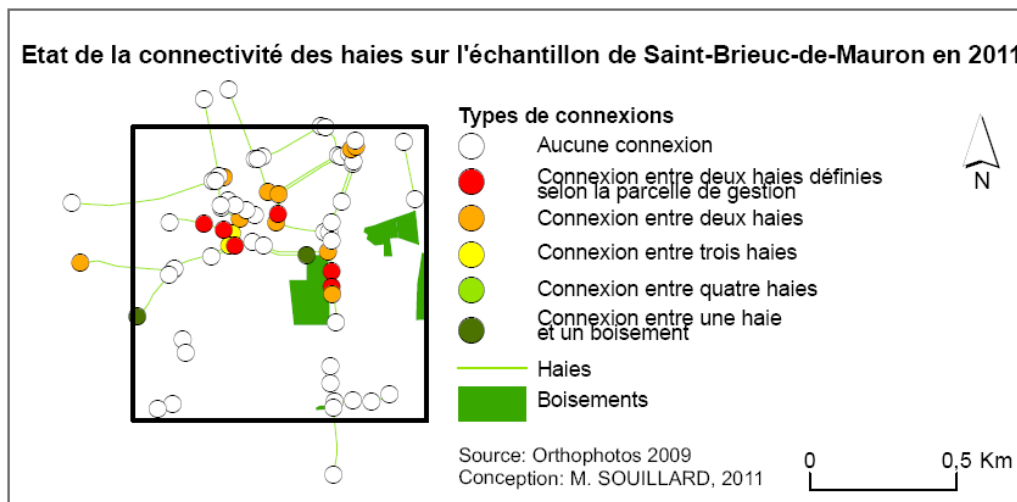 Etat de la connectivité des haies sur l'échantillon de Saint-Brieuc-de-Mauron en 2011
Types de connexions
Aucune connexion
Connexion entre deux haies définies
selon la parcelle de gestion
Connexion entre deux haies
Connexion entre trois haies
Connexion entre quatre haies
Connexion entre une haie
et un boisement
Haies
Boisements
N
Source: Orthophotos 2009
Conception: M. SOUILLARD, 2011
0 0,5 Km